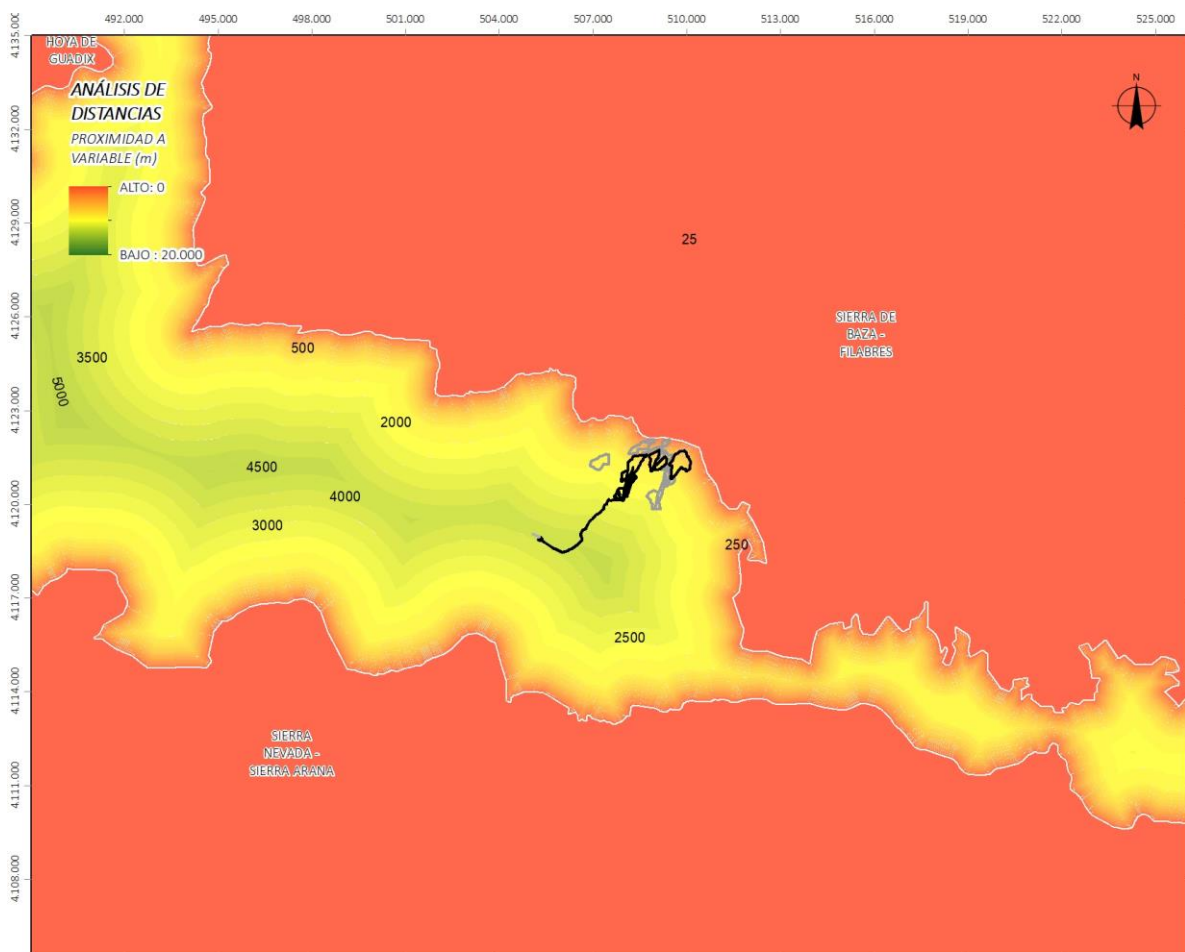 492.000 495.000 498.000 501.000 504.000 507.000 510.000 513.000 516.000 519.000 522.000 525.000
4.135.000
HOYA DE
GUADIX
ANÁLISIS DE
DISTANCIAS
PROXIMIDAD A
VARIABLE (m)
ALTO: 0
BAJO : 20.000
N
4.132.000
4.129.000
4.126.000
4.123.000
4.120.000
4.117.000
4.114.000
4.111.000
4.108.000
25
SIERRA DE
BAZA -
FILABRES
500
3500
5000
2000
4500
4000
3000
250
2500
SIERRA
NEVADA -
SIERRA ARANA